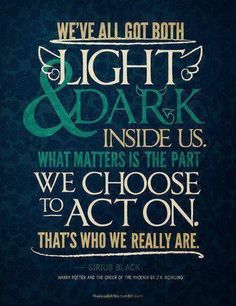 WE'VE ALL GOT BOTH
LIGHT
& DARK
INSIDE US.
WHAT MATTERS IS THE PART
WE CHOOSE
TO ACT ON.
THAT'S WHO WE REALLY ARE.
— SIRIUS BLACK —
HARRY POTTER AND THE ORDER OF THE PHOENIX BY J.K. ROWLING